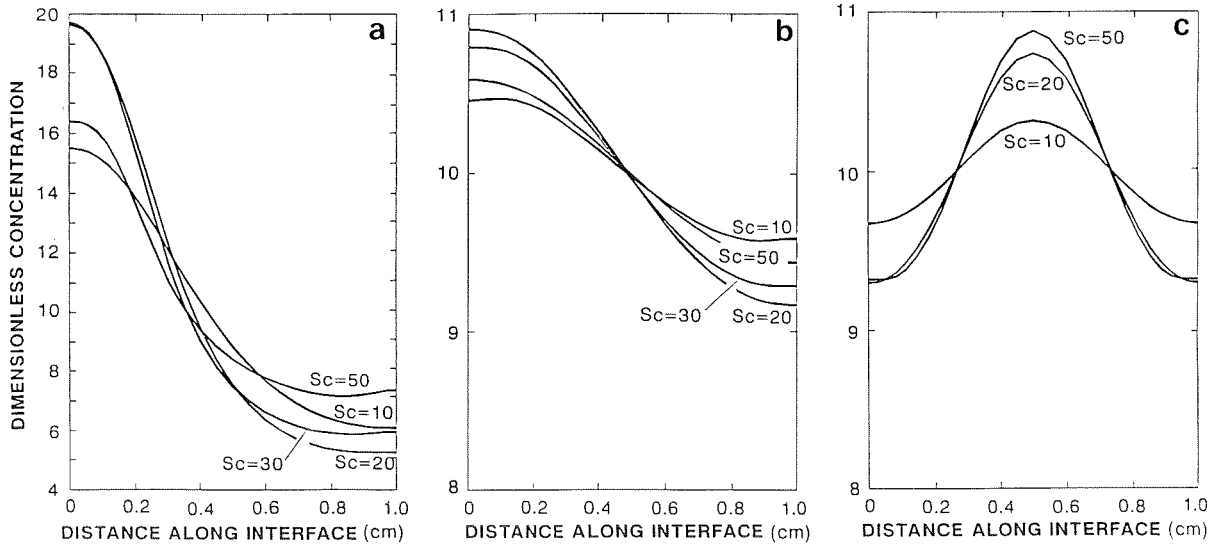 DIMENSIONLESS CONCENTRATION
20
18
16
14
12
10
8
6
4
a
Sc=50
Sc=10
Sc=30
Sc=20
0
0.2
0.4
0.6
0.8
1.0
DISTANCE ALONG INTERFACE (cm)
11
10
9
8
b
Sc=10
Sc=50
Sc=30
Sc=20
0
0.2
0.4
0.6
0.8
1.0
DISTANCE ALONG INTERFACE (cm)
11
10
9
8
c
Sc=50
Sc=20
Sc=10
0
0.2
0.4
0.6
0.8
1.0
DISTANCE ALONG INTERFACE (cm)